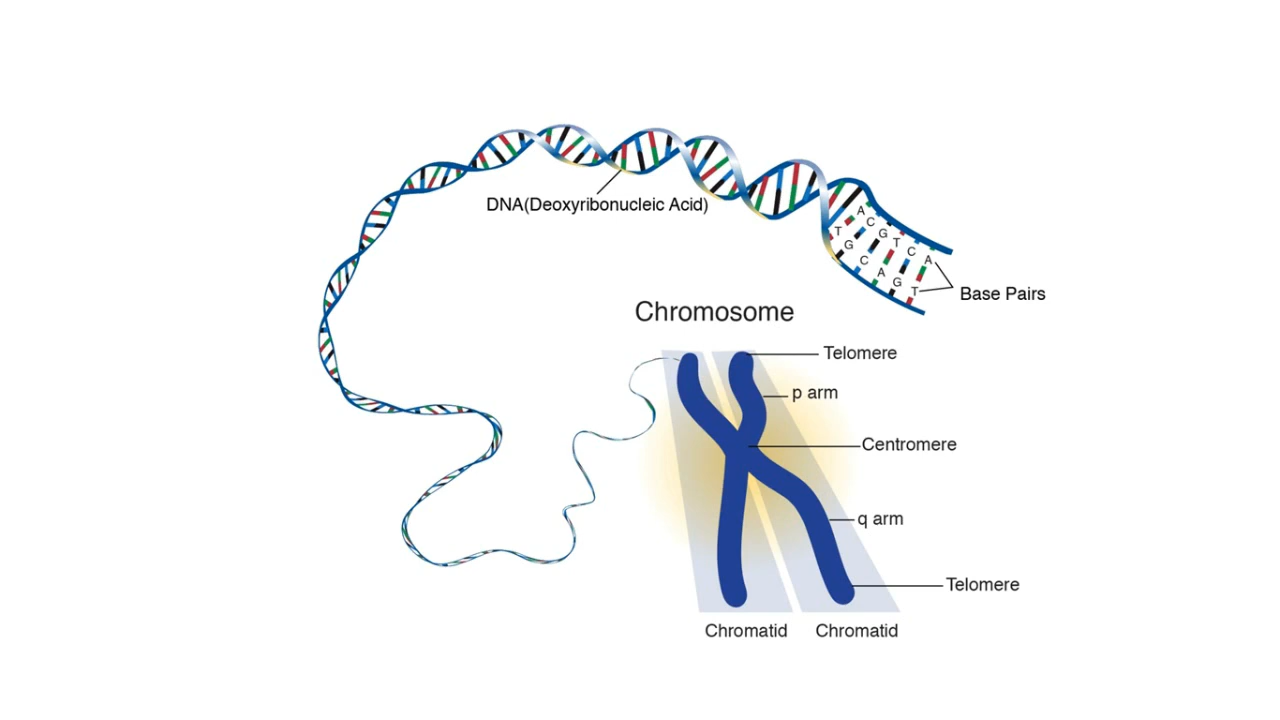 DNA(Deoxyribonucleic Acid)
A C G T C A
T G C A G T
Base Pairs
Chromosome
Telomere
p arm
Centromere
q arm
Telomere
Chromatid Chromatid